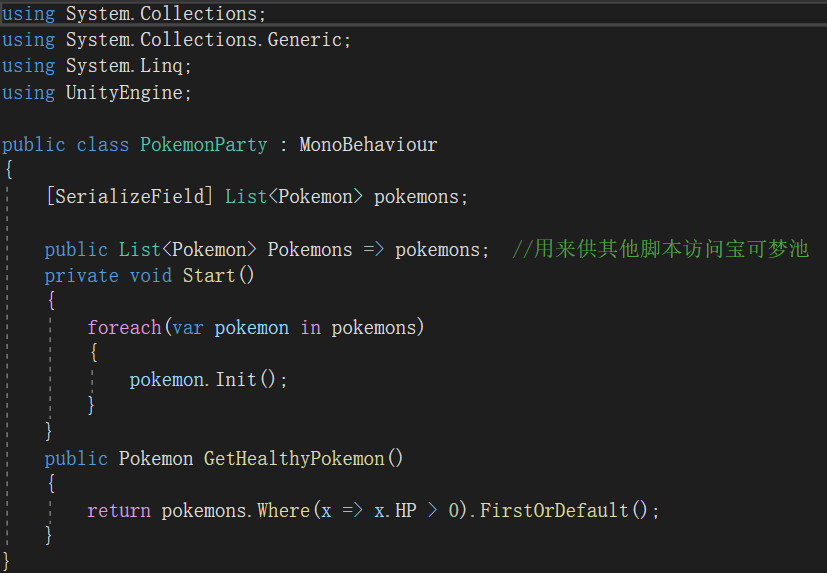 using System.Collections;
using System.Collections.Generic;
using System.Linq;
using UnityEngine;
public class PokemonParty : MonoBehaviour
{
[SerializeField] List<Pokemon> pokemons;
public List<Pokemon> Pokemons => pokemons;  //用来供其他脚本访问宝可梦池
private void Start()
{
foreach(var pokemon in pokemons)
{
pokemon.Init();
}
}
public Pokemon GetHealthyPokemon()
{
return pokemons.Where(x => x.HP > 0).FirstOrDefault();
}
}